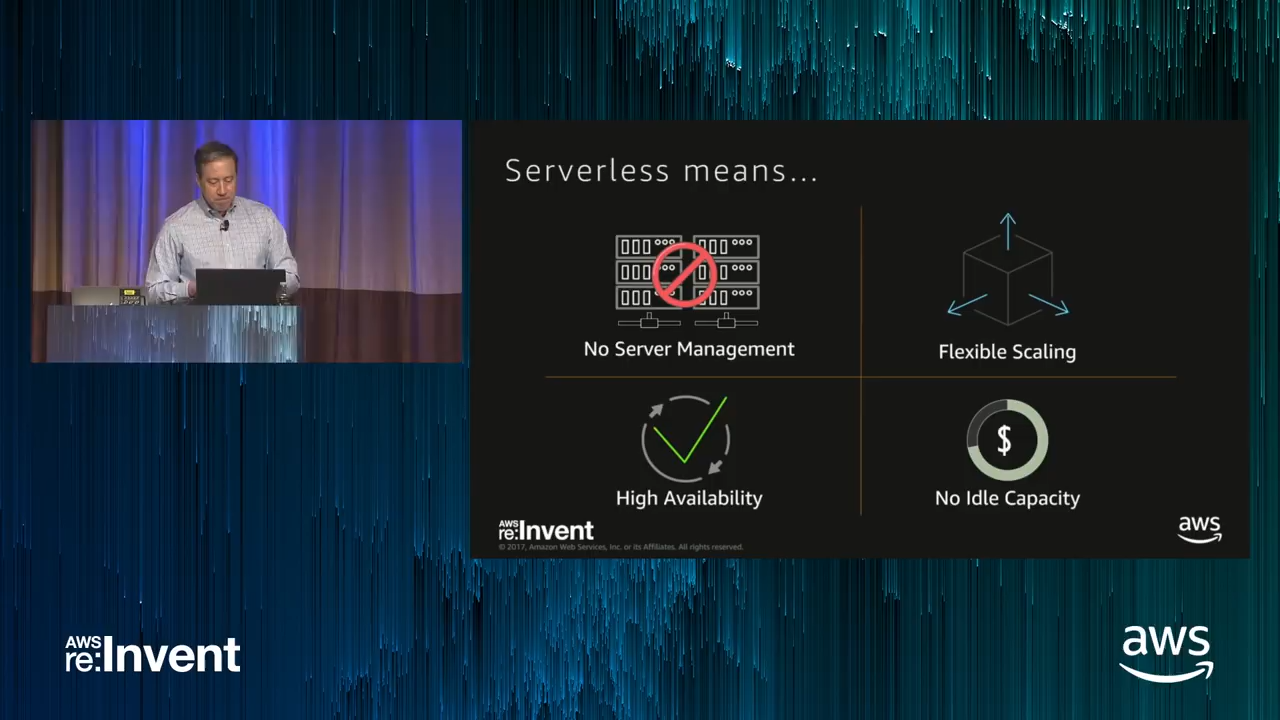 Serverless means...
No Server Management
Flexible Scaling
$
High Availability
No Idle Capacity
AWS
re:Invent
© 2017, Amazon Web Services, Inc. or its Affiliates. All rights reserved.
aws
AWS
re:Invent
aws